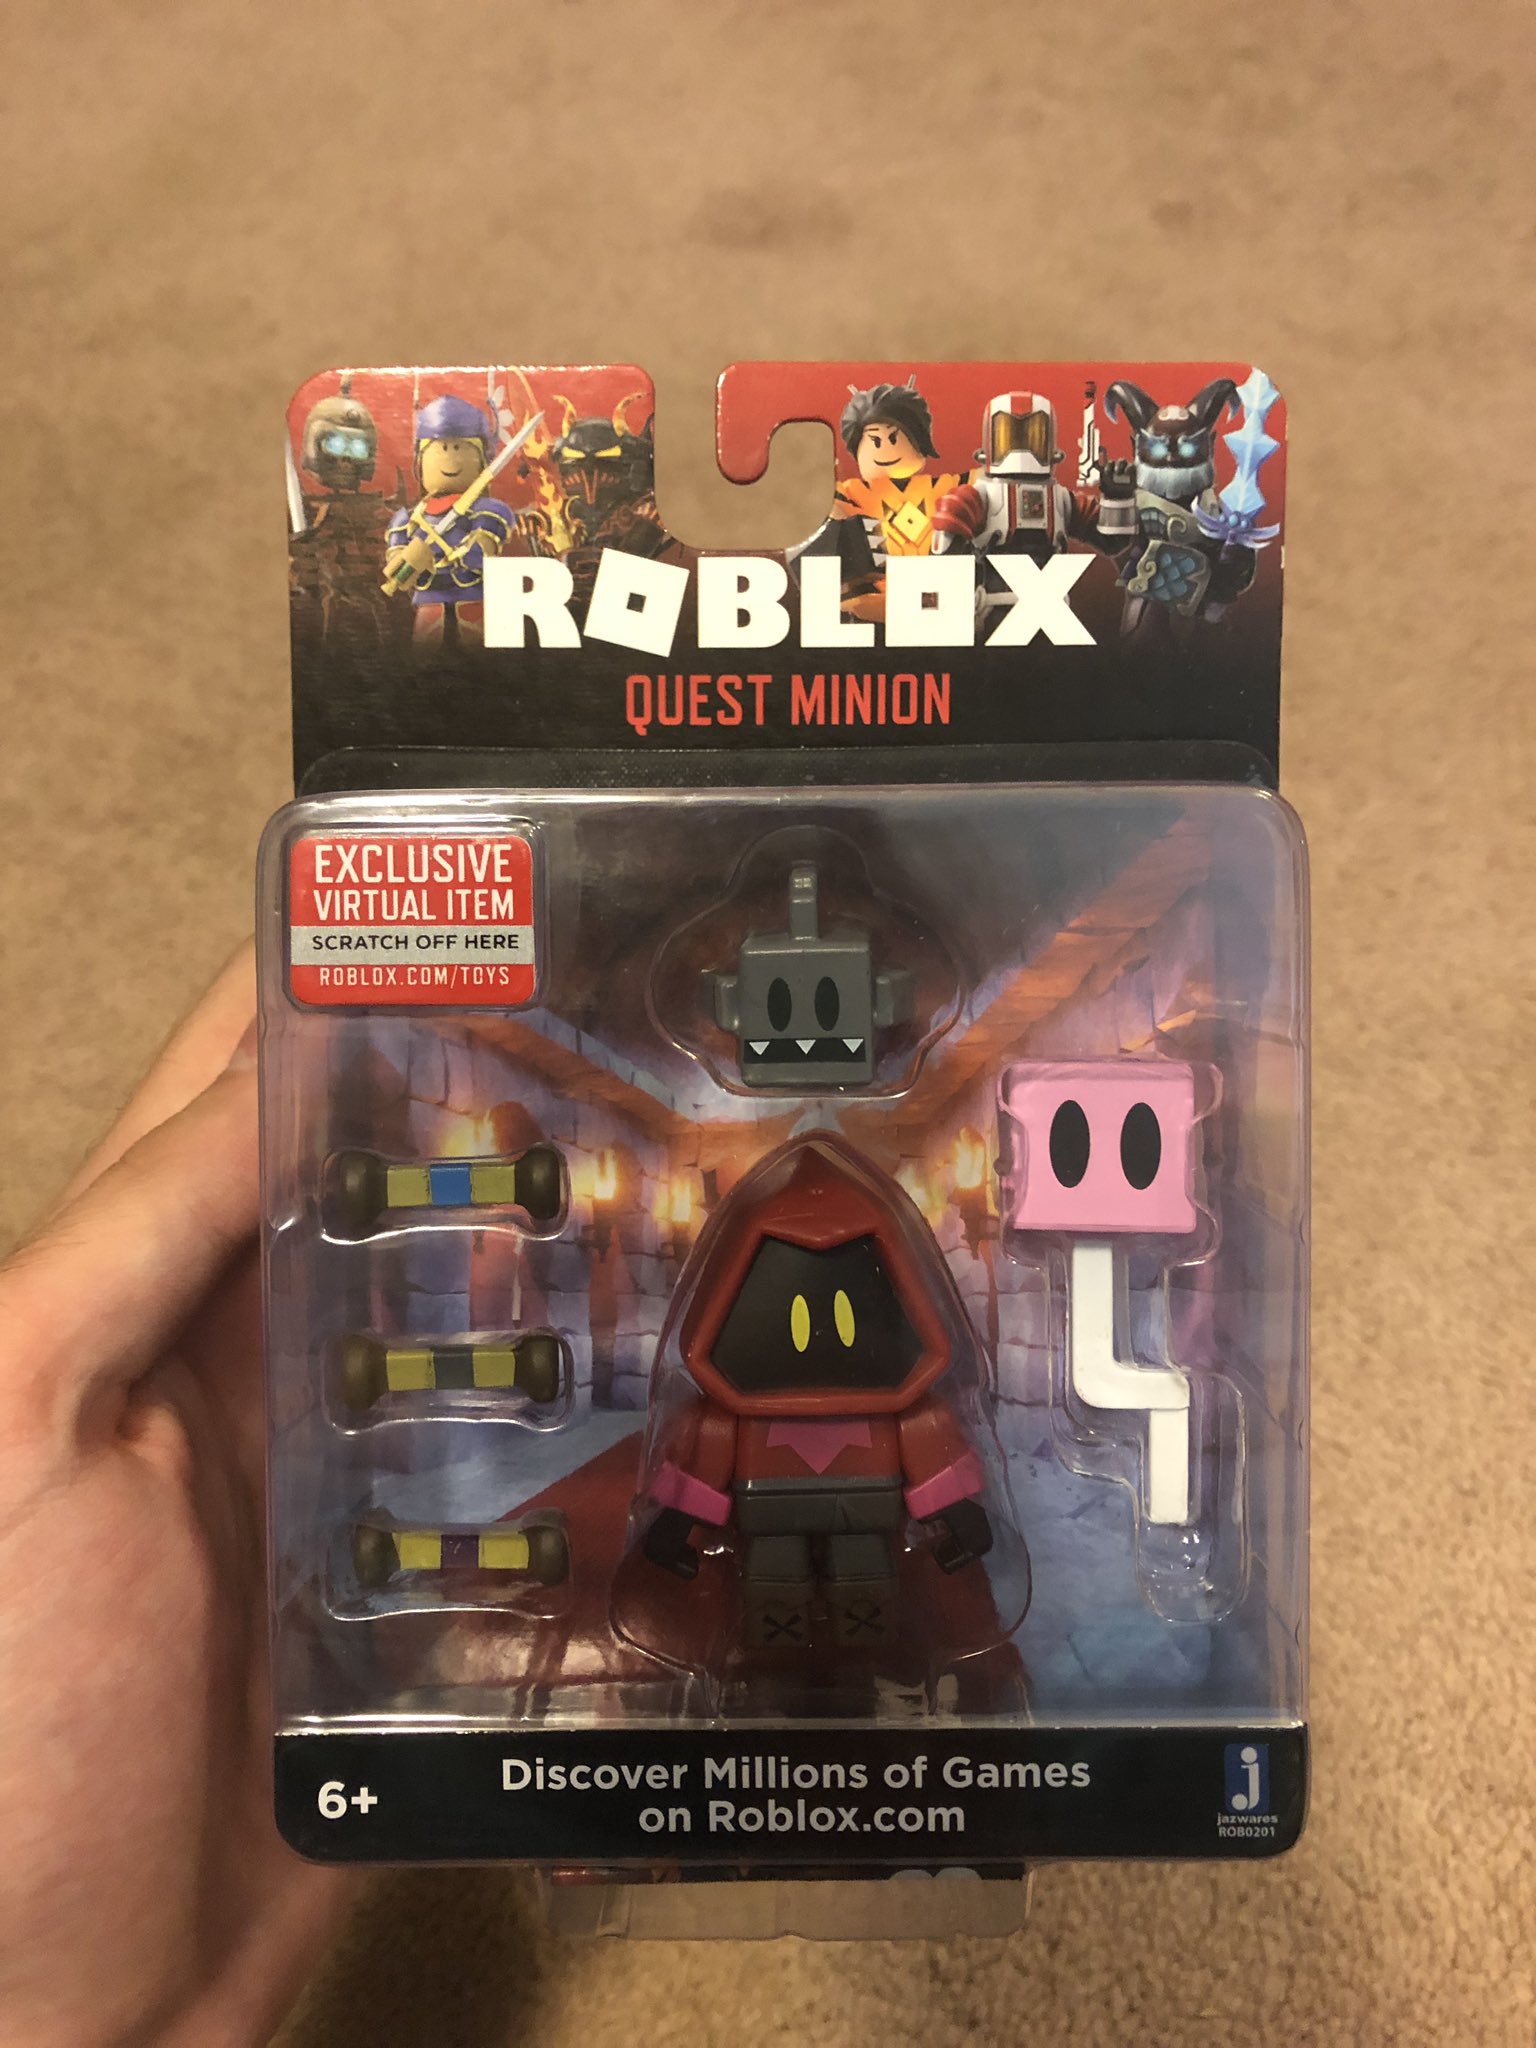 ROBLOX
QUEST MINION
EXCLUSIVE
VIRTUAL ITEM
SCRATCH OFF HERE
ROBLOX.COM/TOYS
6+
Discover Millions of Games
on Roblox.com
j
jazwares
ROB0201